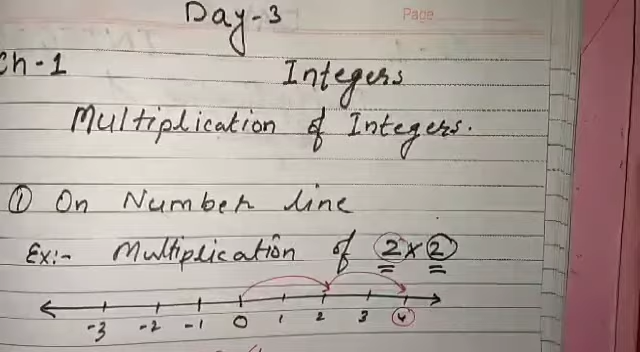 Day-3
Page
Ch-1
Integers
Multiplication of Integers.
① On Number line
Ex:- Multiplication of 2×2
-3 -2 -1 0 1 2 3 4